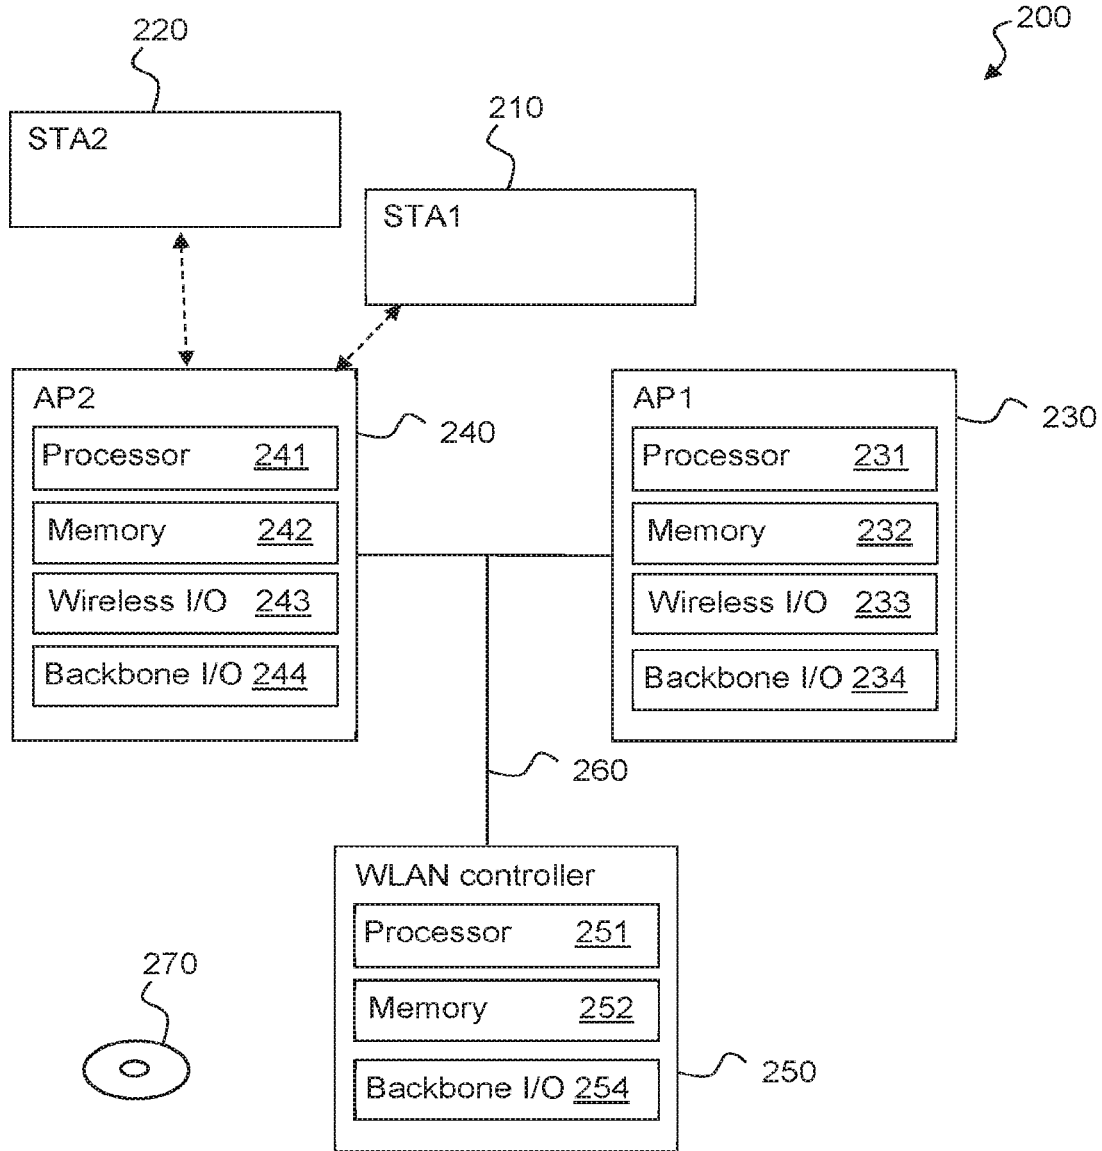 200
220
STA2
210
STA1
AP2
240
Processor 241
Memory 242
Wireless I/O 243
Backbone I/O 244
AP1
230
Processor 231
Memory 232
Wireless I/O 233
Backbone I/O 234
260
WLAN controller
Processor 251
Memory 252
Backbone I/O 254
250
270